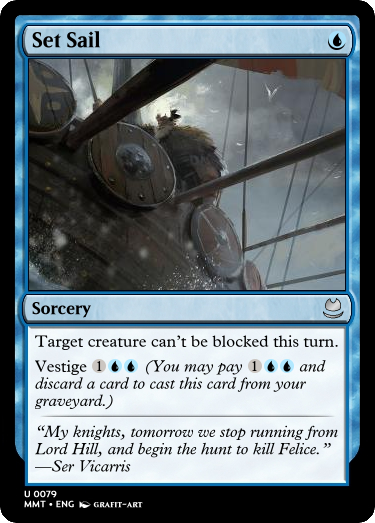 Set Sail
Sorcery
Target creature can't be blocked this turn.
Vestige 1 (You may pay 1 and
discard a card to cast this card from your
graveyard.)
"My knights, tomorrow we stop running from
Lord Hill, and begin the hunt to kill Felice."
—Ser Vicarris
U 0079
MMT • ENG GRAFIT-ART